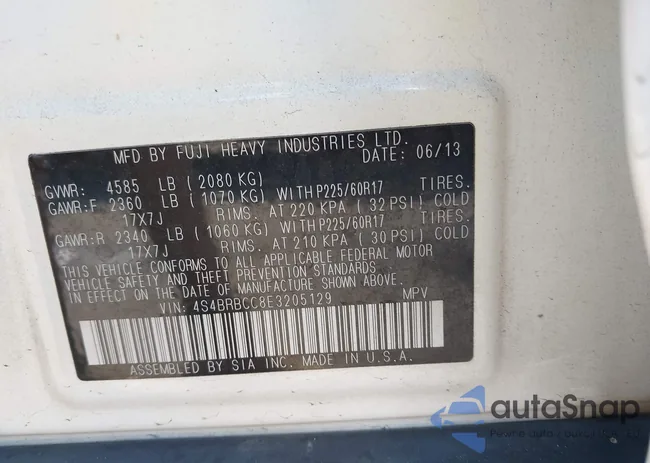 MFD BY FUJI HEAVY INDUSTRIES LTD.
DATE: 06/13
GVWR: 4585 LB (2080 KG)
GAWR:F 2360 LB (1070 KG) WITH P225/60R17 TIRES.
17X7J RIMS. AT 220 KPA (32 PSI) COLD
GAWR:R 2340 LB (1060 KG) WITH P225/60R17 TIRES.
17X7J RIMS. AT 210 KPA (30 PSI) COLD
THIS VEHICLE CONFORMS TO ALL APPLICABLE FEDERAL MOTOR
VEHICLE SAFETY AND THEFT PREVENTION STANDARDS
IN EFFECT ON THE DATE OF MANUFACTURE SHOWN ABOVE.
VIN: 4S4BRBCC8E3205129 MPV
ASSEMBLED BY SIA INC. MADE IN U.S.A.
autaSnap
Pewne auto z aukcji online